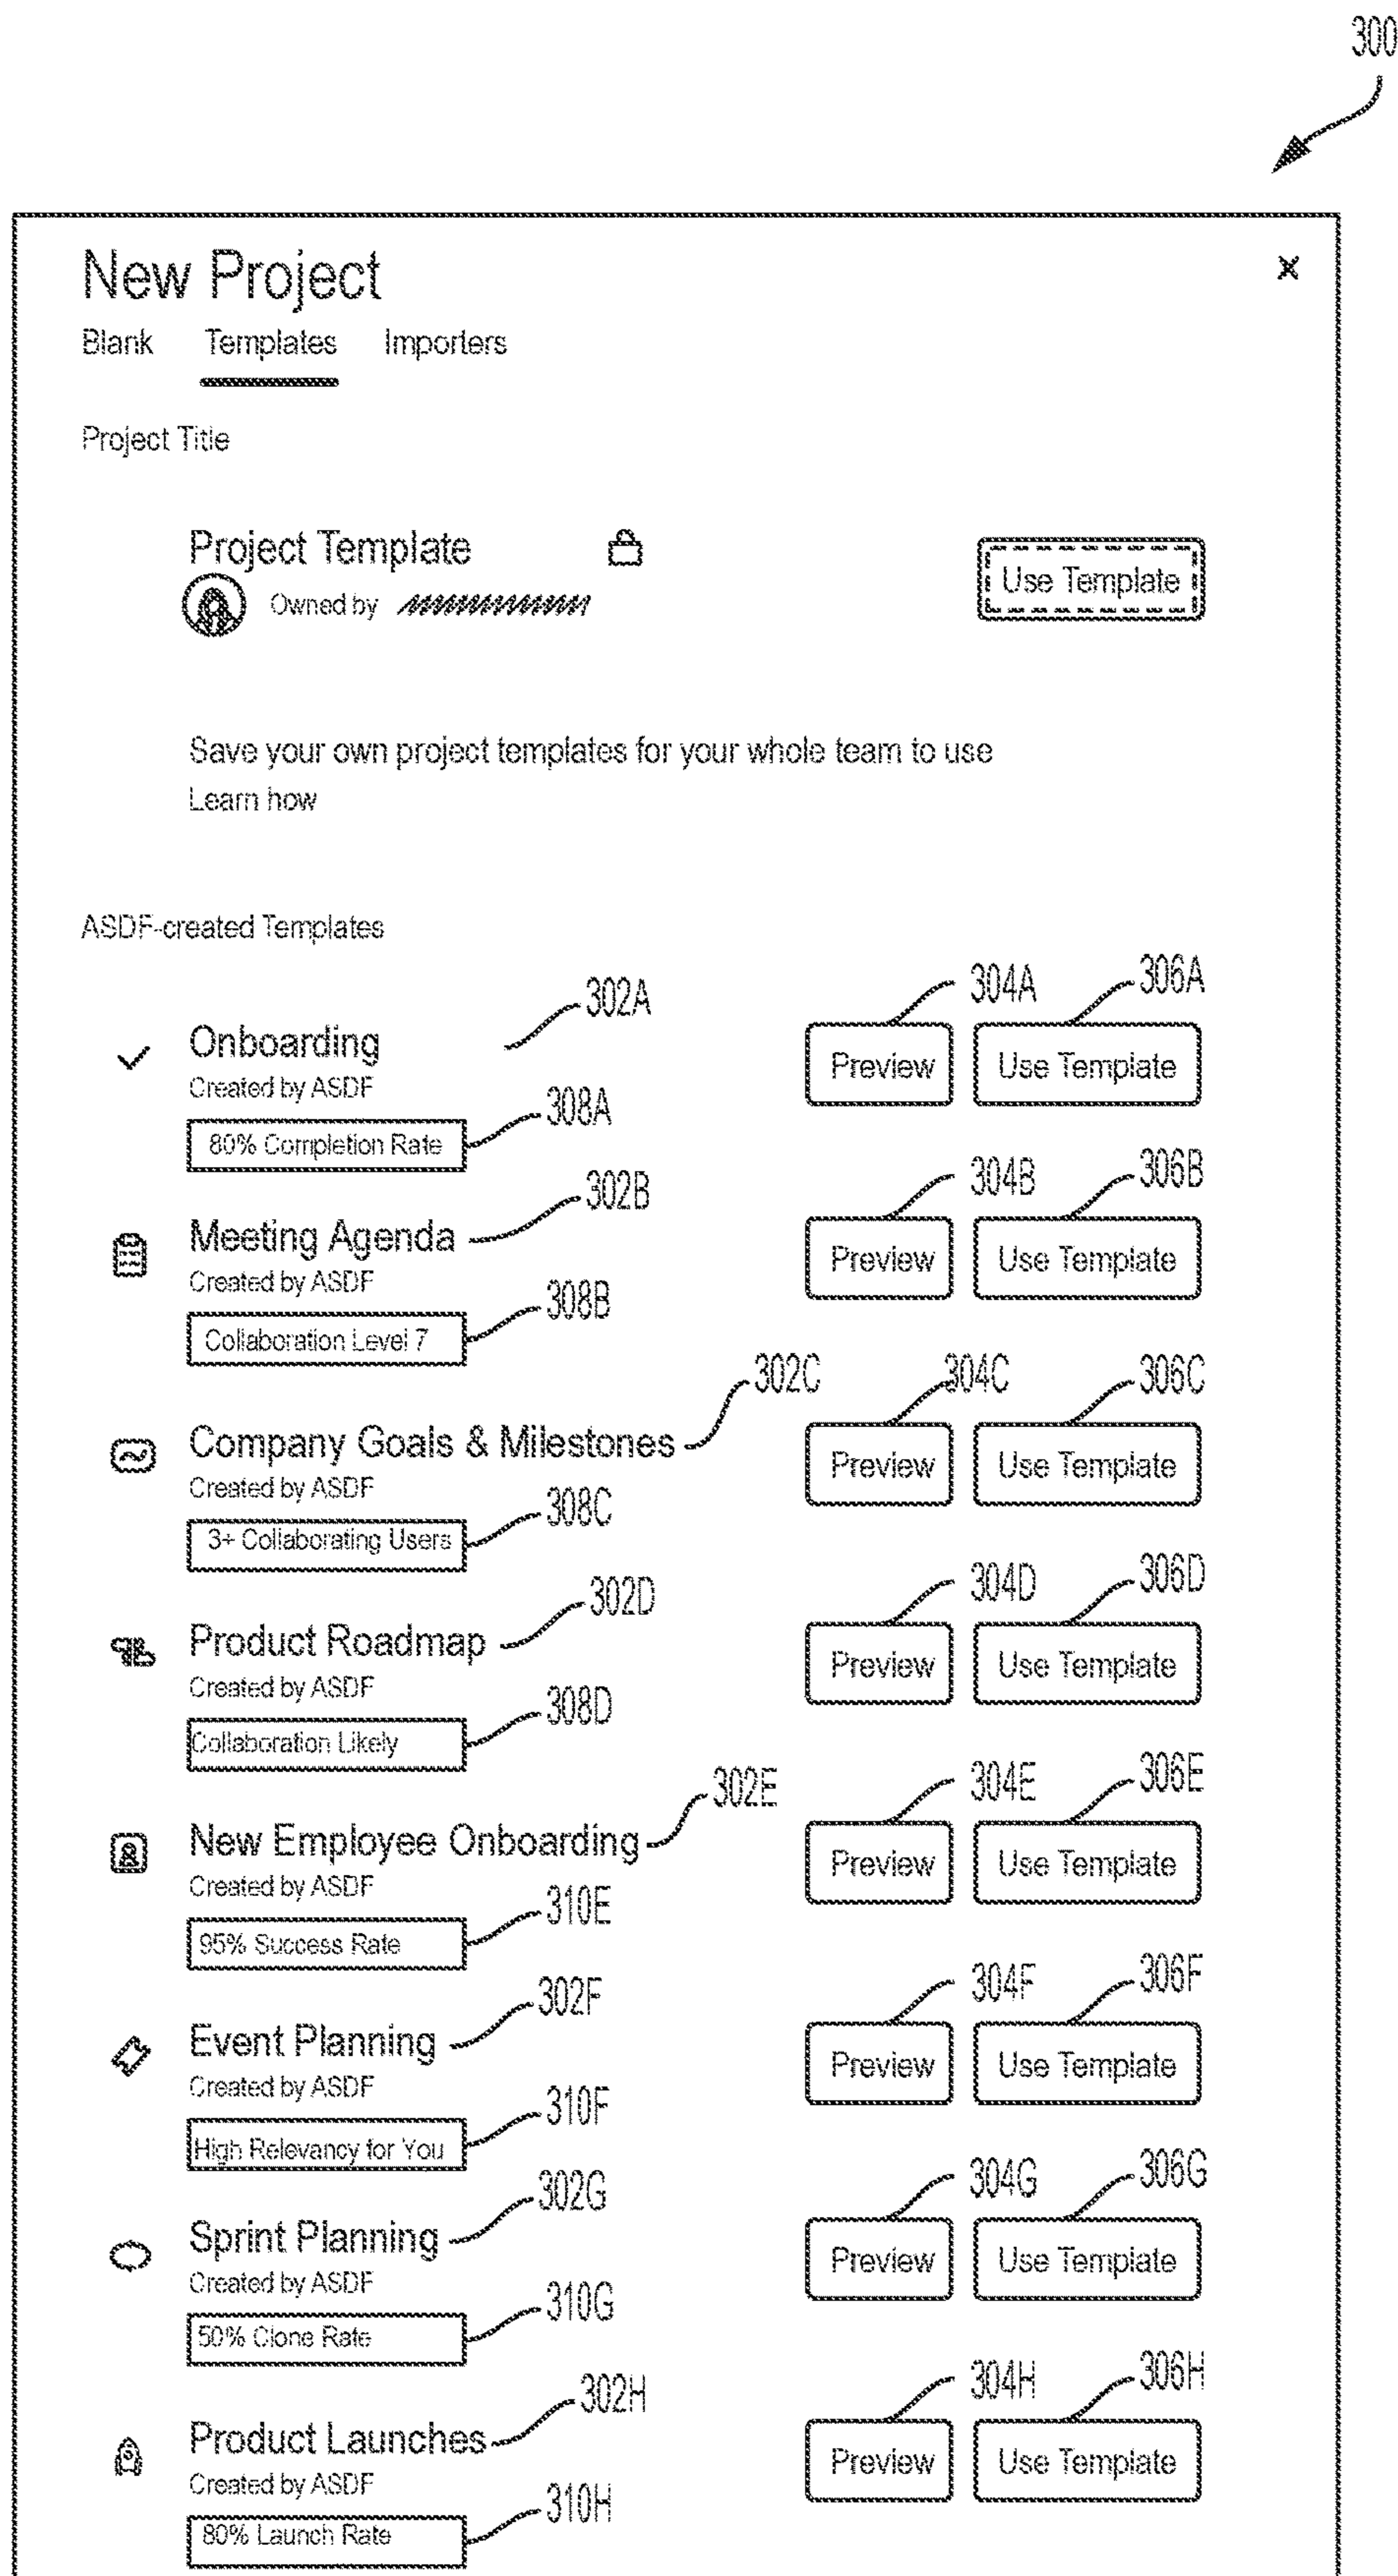 300
New Project x
Blank Templates Importers
Project Title
Project Template
Use Template
Owned by
Save your own project templates for your whole team to use
Learn how
ASDF-created Templates
302A 304A 306A
Onboarding Preview Use Template
Created by ASDF
308A
80% Completion Rate
302B 304B 306B
Meeting Agenda Preview Use Template
Created by ASDF
308B
Collaboration Level 7
302C 304C 306C
Company Goals & Milestones Preview Use Template
Created by ASDF
308C
3+ Collaborating Users
302D 304D 306D
Product Roadmap Preview Use Template
Created by ASDF
308D
Collaboration Likely
302E 304E 306E
New Employee Onboarding Preview Use Template
Created by ASDF
310E
95% Success Rate
302F 304F 306F
Event Planning Preview Use Template
Created by ASDF
310F
High Relevancy for You
302G 304G 306G
Sprint Planning Preview Use Template
Created by ASDF
310G
50% Clone Rate
302H 304H 306H
Product Launches Preview Use Template
Created by ASDF
310H
80% Launch Rate